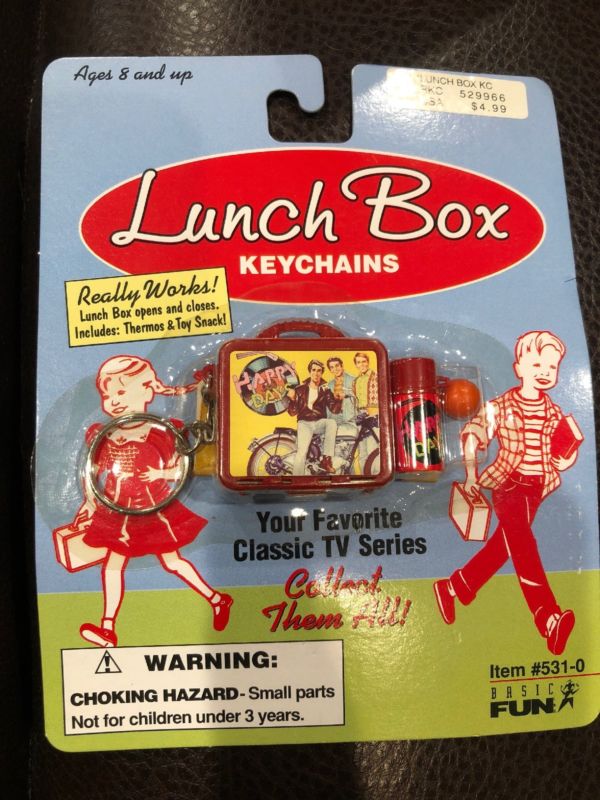 Ages 8 and up
LUNCH BOX KC
529966
$4.99
Lunch Box
KEYCHAINS
Really Works!
Lunch Box opens and closes.
Includes: Thermos & Toy Snack!
HAPPY
DAYS
Your Favorite
Classic TV Series
Collect
Them All!
WARNING:
CHOKING HAZARD - Small parts
Not for children under 3 years.
Item #531-0
BASIC
FUN